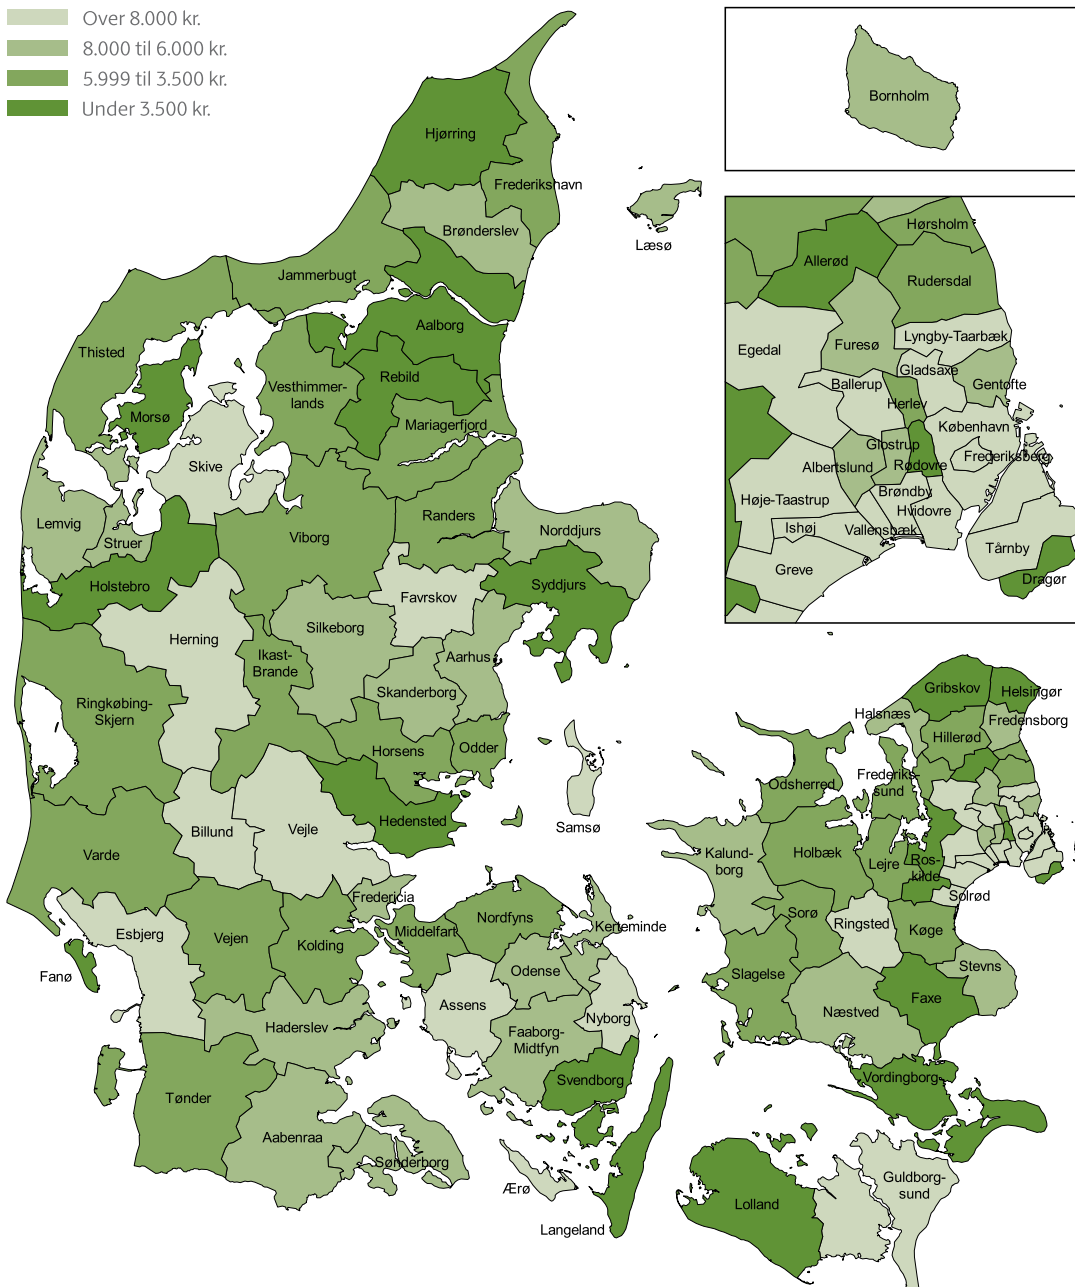 Over 8.000 kr.
8.000 til 6.000 kr.
5.999 til 3.500 kr.
Under 3.500 kr.
Bornholm
Hjørring
Frederikshavn
Brønderslev
Læsø
Jammerbugt
Aalborg
Thisted
Rebild
Vesthimmer-
lands
Morsø
Mariagerfjord
Skive
Lemvig
Struer
Viborg
Randers
Norddjurs
Holstebro
Syddjurs
Favrskov
Silkeborg
Herning
Ikast-
Brande
Aarhus
Skanderborg
Ringkøbing-
Skjern
Horsens
Odder
Hedensted
Samsø
Billund
Vejle
Varde
Fredericia
Esbjerg
Vejen
Kolding
Middelfart
Nordfyns
Kerteminde
Fanø
Odense
Assens
Nyborg
Haderslev
Faaborg-
Midtfyn
Svendborg
Tønder
Aabenraa
Sønderborg
Ærø
Langeland
Hørsholm
Allerød
Rudersdal
Egedal
Furesø
Lyngby-Taarbæk
Gladsaxe
Ballerup
Gentofte
Herlev
København
Glostrup
Frederiksberg
Albertslund
Rødovre
Høje-Taastrup
Brøndby
Hvidovre
Ishøj
Vallensbæk
Greve
Tårnby
Dragør
Gribskov
Helsingør
Halsnæs
Fredensborg
Hillerød
Frederiks-
sund
Odsherred
Kalund-
borg
Holbæk
Lejre
Ros-
kilde
Solrød
Sorø
Ringsted
Køge
Slagelse
Stevns
Næstved
Faxe
Vordingborg
Guldborg-
sund
Lolland